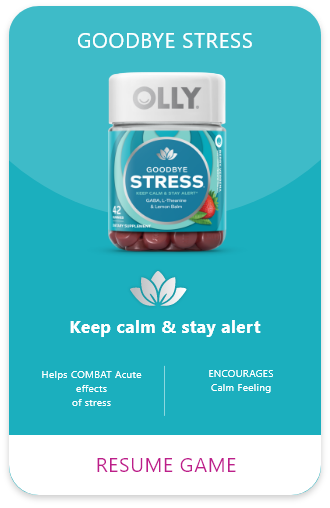 GOODBYE STRESS
OLLY.
GOODBYE
STRESS
KEEP CALM & STAY ALERT
GABA, L-Theanine
& Lemon Balm
42
DIETARY SUPPLEMENT
Keep calm & stay alert
Helps COMBAT Acute
effects
of stress
ENCOURAGES
Calm Feeling
RESUME GAME